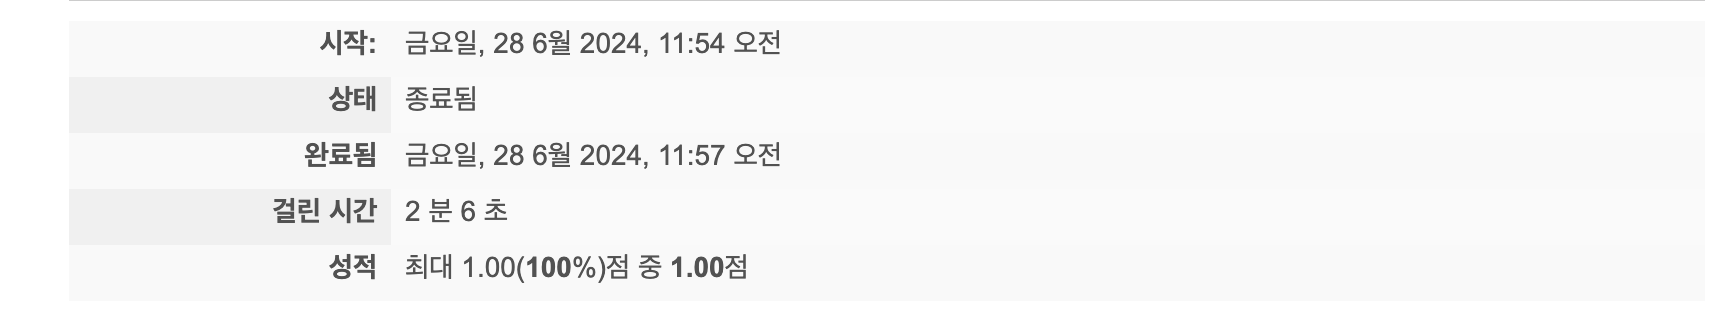 시작: 금요일, 28 6월 2024, 11:54 오전
상태 종료됨
완료됨 금요일, 28 6월 2024, 11:57 오전
걸린 시간 2 분 6 초
성적 최대 1.00(100%)점 중 1.00점